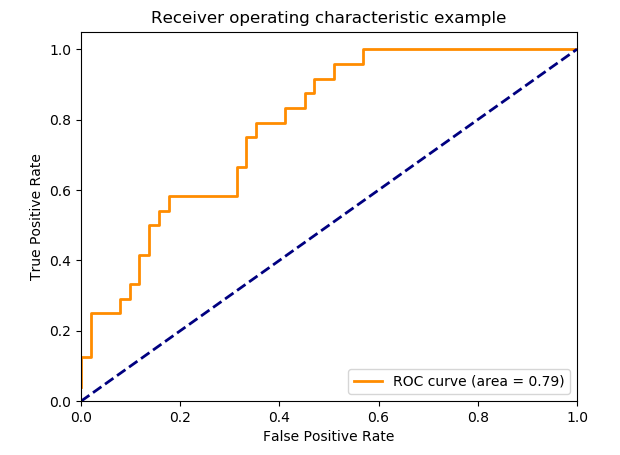 Receiver operating characteristic example
1.0
0.8
0.6
0.4
0.2
0.0
True Positive Rate
ROC curve (area = 0.79)
0.0 0.2 0.4 0.6 0.8 1.0
False Positive Rate